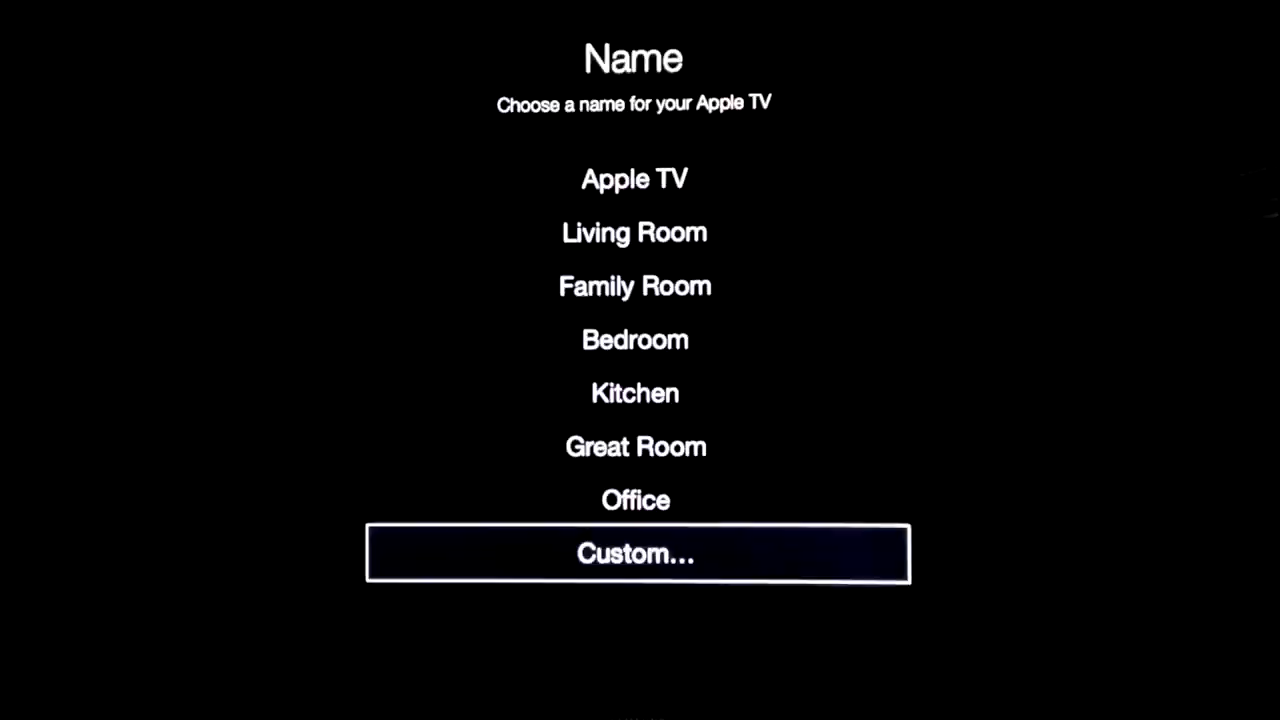 Name
Choose a name for your Apple TV
Apple TV
Living Room
Family Room
Bedroom
Kitchen
Great Room
Office
Custom...